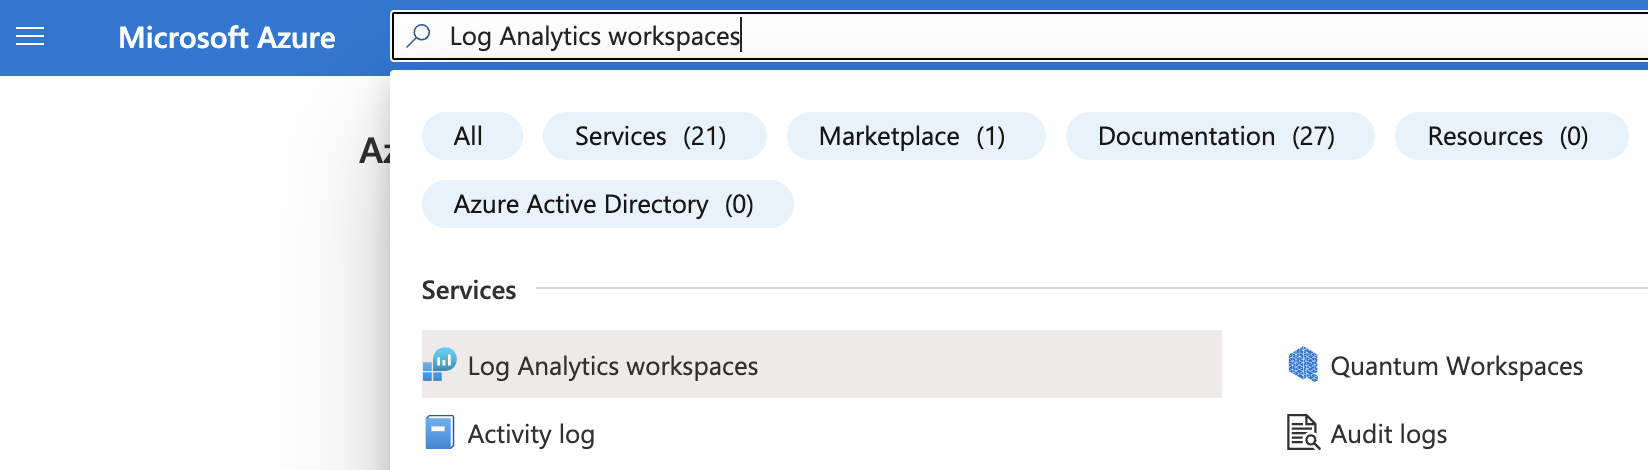 Microsoft Azure
Log Analytics workspaces
All
Services (21)
Marketplace (1)
Documentation (27)
Resources (0)
Azure Active Directory (0)
Services
Log Analytics workspaces
Quantum Workspaces
Activity log
Audit logs